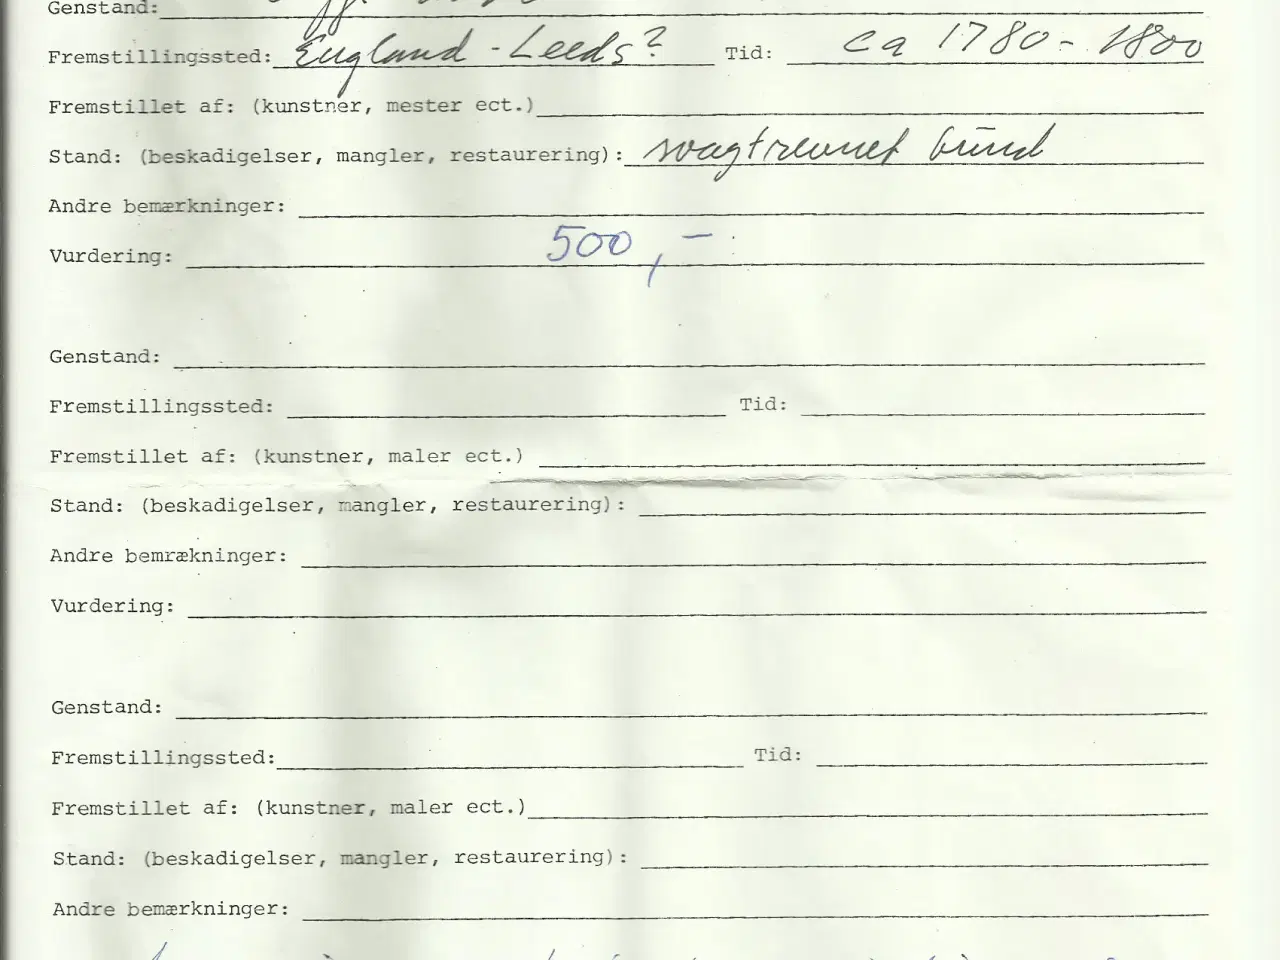 Genstand:
Fremstillingssted: England - Leeds? Tid: ca 1780 - 1800
Fremstillet af: (kunstner, mester ect.)
Stand: (beskadigelser, mangler, restaurering): svagt revnet bund
Andre bemærkninger:
Vurdering: 500,-
Genstand:
Fremstillingssted: Tid:
Fremstillet af: (kunstner, maler ect.)
Stand: (beskadigelser, mangler, restaurering):
Andre bemrækninger:
Vurdering:
Genstand:
Fremstillingssted: Tid:
Fremstillet af: (kunstner, maler ect.)
Stand: (beskadigelser, mangler, restaurering):
Andre bemærkninger: